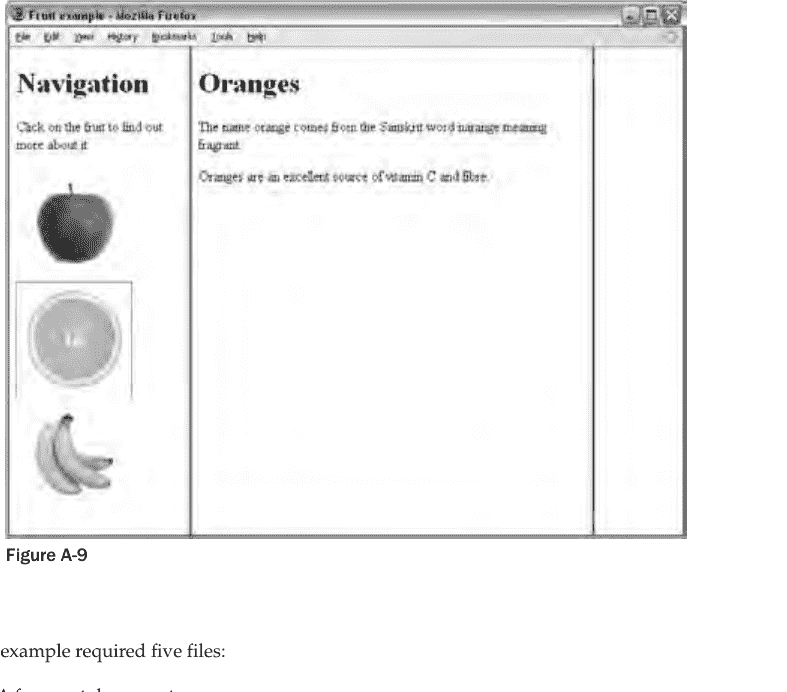 Fruit example - Mozilla Firefox
File Edit View History Bookmarks Tools Help
Navigation
Click on the fruit to find out
more about it
Oranges
The name orange comes from the Sanskrit word narange meaning
fragrant.
Oranges are an excellent source of vitamin C and fibre.
Figure A-9
example required five files: